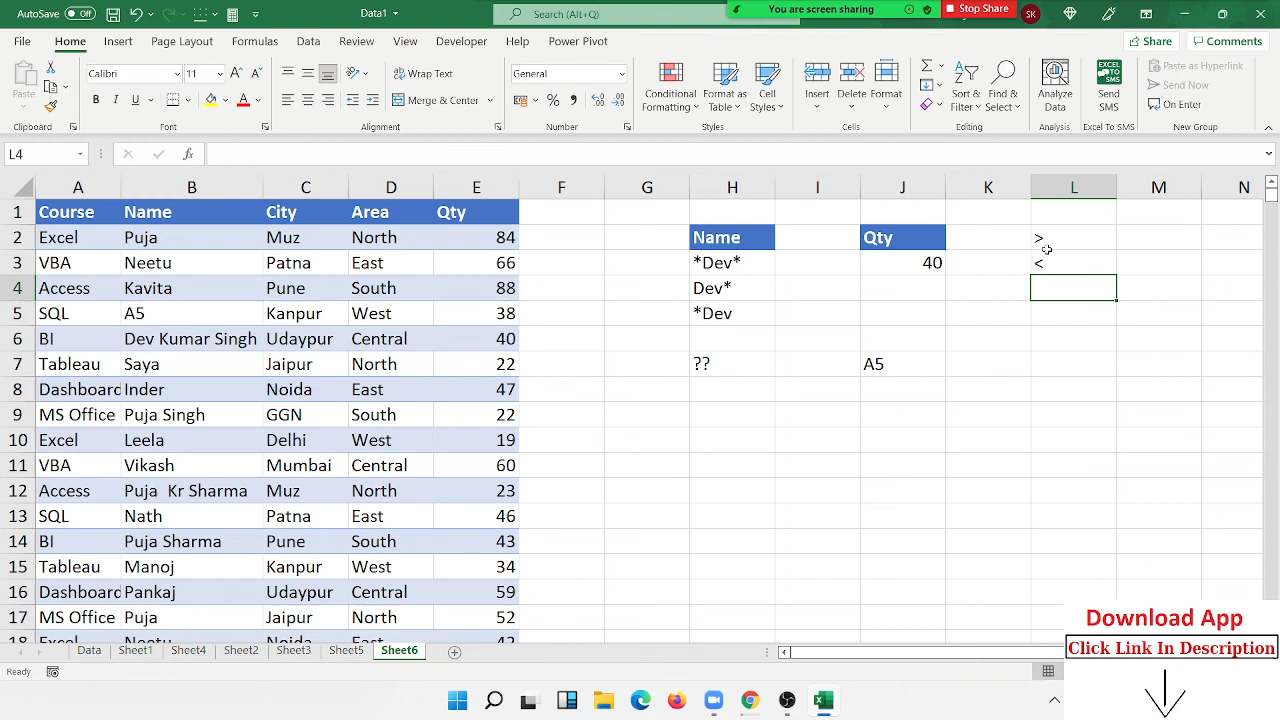 AutoSave Off
Data1
Search (Alt+Q)
You are screen sharing
Stop Share
SK
File Home Insert Page Layout Formulas Data Review View Developer Help Power Pivot
Share Comments
Paste
Clipboard
Calibri 11
B I U
Font
Wrap Text
Merge & Center
Alignment
General
Number
Conditional Formatting
Format as Table
Cell Styles
Styles
Insert Delete Format
Cells
Sort & Filter
Find & Select
Editing
Analyze Data
Analysis
Send SMS
Excel To SMS
Paste as Hyperlink
Send Now
On Enter
New Group
L4
fx
A B C D E F G H I J K L M N
1 Course Name City Area Qty
2 Excel Puja Muz North 84 Name Qty >
3 VBA Neetu Patna East 66 *Dev* 40 <
4 Access Kavita Pune South 88 Dev*
5 SQL A5 Kanpur West 38 *Dev
6 BI Dev Kumar Singh Udaypur Central 40
7 Tableau Saya Jaipur North 22 ?? A5
8 Dashboard Inder Noida East 47
9 MS Office Puja Singh GGN South 22
10 Excel Leela Delhi West 19
11 VBA Vikash Mumbai Central 60
12 Access Puja  Kr Sharma Muz North 23
13 SQL Nath Patna East 46
14 BI Puja Sharma Pune South 43
15 Tableau Manoj Kanpur West 34
16 Dashboard Pankaj Udaypur Central 59
17 MS Office Puja Jaipur North 52
18 Excel Neetu Noida East 42
Data Sheet1 Sheet4 Sheet2 Sheet3 Sheet5 Sheet6
Ready
Download App
Click Link In Description